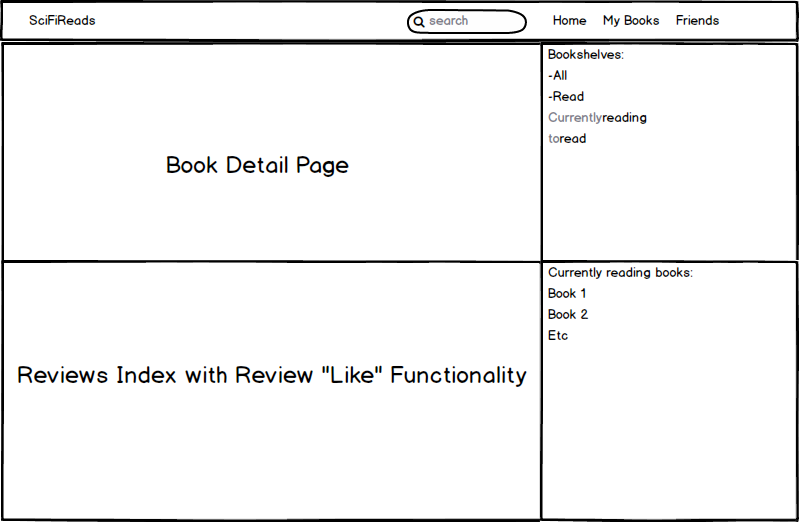 SciFiReads
search
Home My Books Friends
Book Detail Page
Bookshelves:
-All
-Read
Currentlyreading
toread
Reviews Index with Review "Like" Functionality
Currently reading books:
Book 1
Book 2
Etc